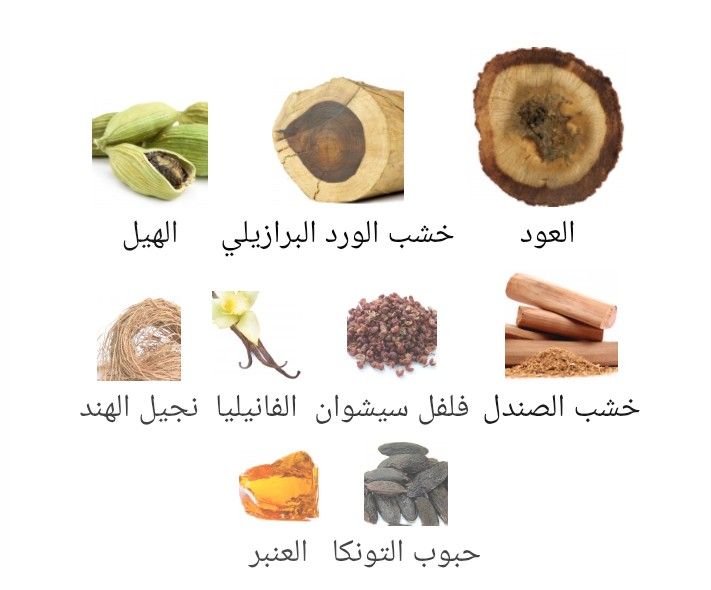 العود خشب الورد البرازيلي الهيل
خشب الصندل فلفل سيشوان الفانيليا نجيل الهند
حبوب التونكا العنبر